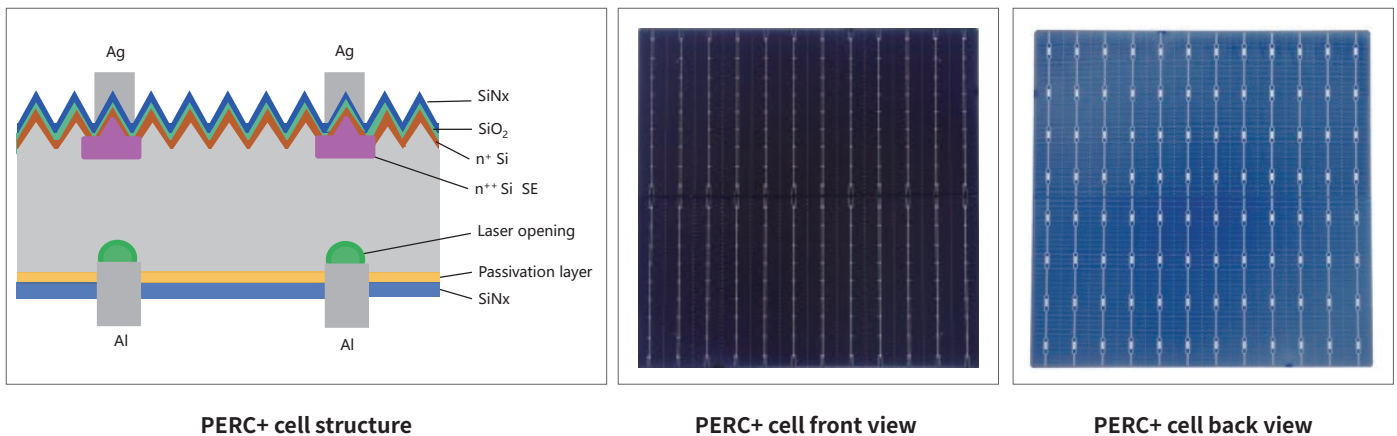 Ag
Ag
SiNx
SiO₂
n⁺ Si
n⁺⁺ Si SE
Laser opening
Passivation layer
SiNx
Al
Al
PERC+ cell structure
PERC+ cell front view
PERC+ cell back view